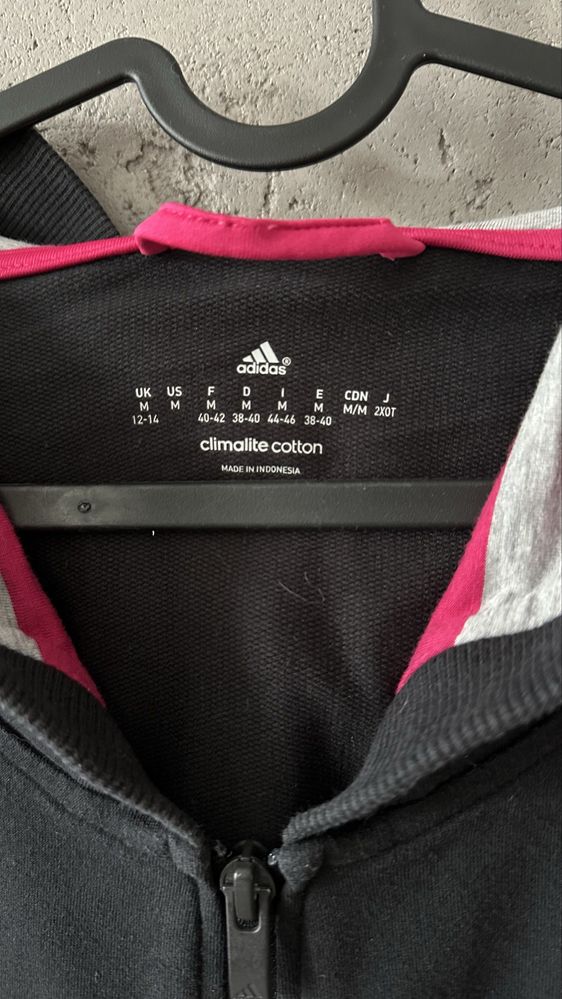 adidas®
UK US F D I E CDN J
M M M M M M M/M 2XOT
12-14 40-42 38-40 44-46 38-40
climalite cotton
MADE IN INDONESIA